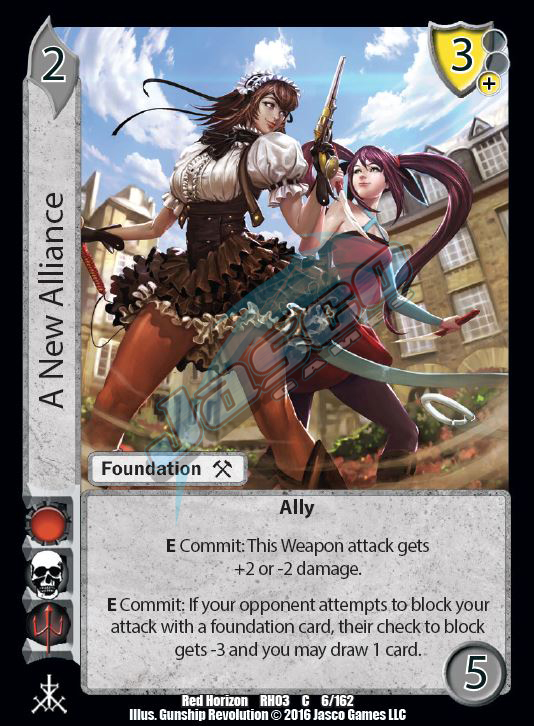 2
3
+
A New Alliance
Jasco
GAMES
Foundation
Ally
E Commit: This Weapon attack gets
+2 or -2 damage.
E Commit: If your opponent attempts to block your
attack with a foundation card, their check to block
gets -3 and you may draw 1 card.
5
Red Horizon RH03 C 6/162
Illus. Gunship Revolution © 2016 Jasco Games LLC